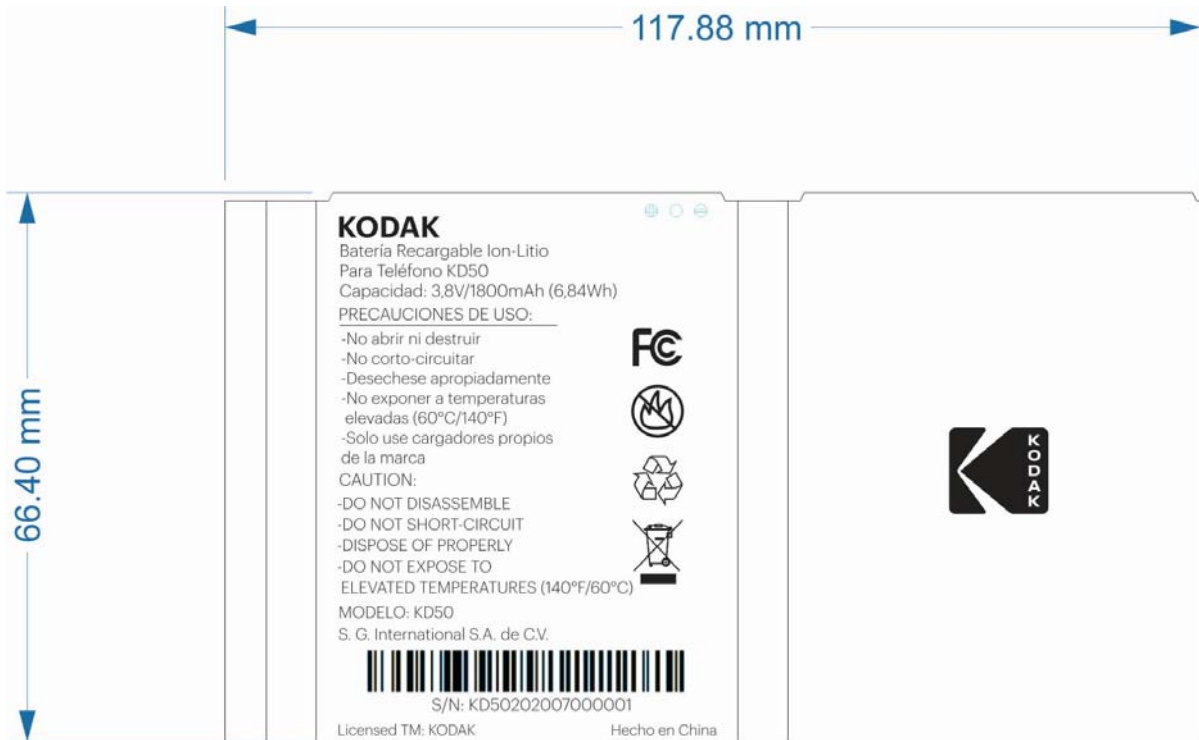 117.88 mm
66.40 mm
KODAK
Batería Recargable Ion-Litio
Para Teléfono KD50
Capacidad: 3,8V/1800mAh (6,84Wh)
PRECAUCIONES DE USO:
-No abrir ni destruir
-No corto-circuitar
-Desechese apropiadamente
-No exponer a temperaturas
elevadas (60°C/140°F)
-Solo use cargadores propios
de la marca
CAUTION:
-DO NOT DISASSEMBLE
-DO NOT SHORT-CIRCUIT
-DISPOSE OF PROPERLY
-DO NOT EXPOSE TO
ELEVATED TEMPERATURES (140°F/60°C)
MODELO: KD50
S. G. International S.A. de C.V.
S/N: KD50202007000001
Licensed TM: KODAK
Hecho en China
FC
KODAK